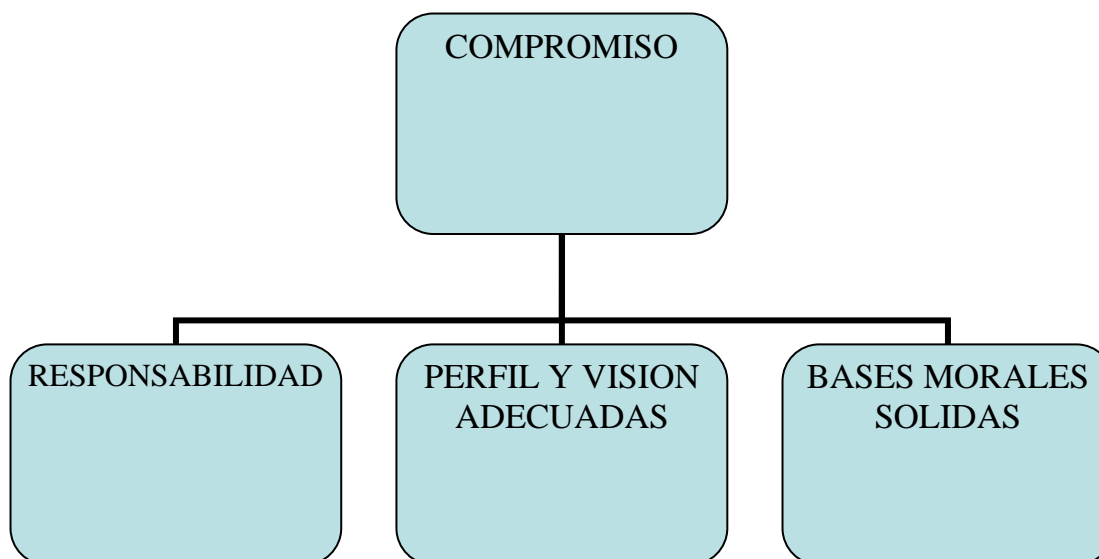 COMPROMISO
RESPONSABILIDAD
PERFIL Y VISION
ADECUADAS
BASES MORALES
SOLIDAS